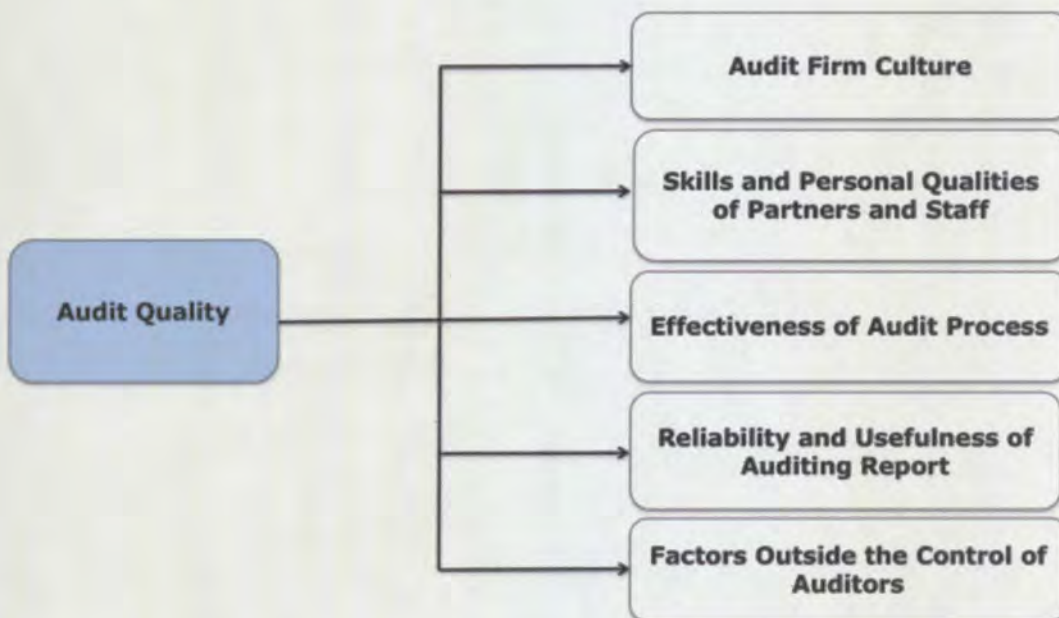 Audit Firm Culture
Skills and Personal Qualities
of Partners and Staff
Audit Quality
Effectiveness of Audit Process
Reliability and Usefulness of
Auditing Report
Factors Outside the Control of
Auditors